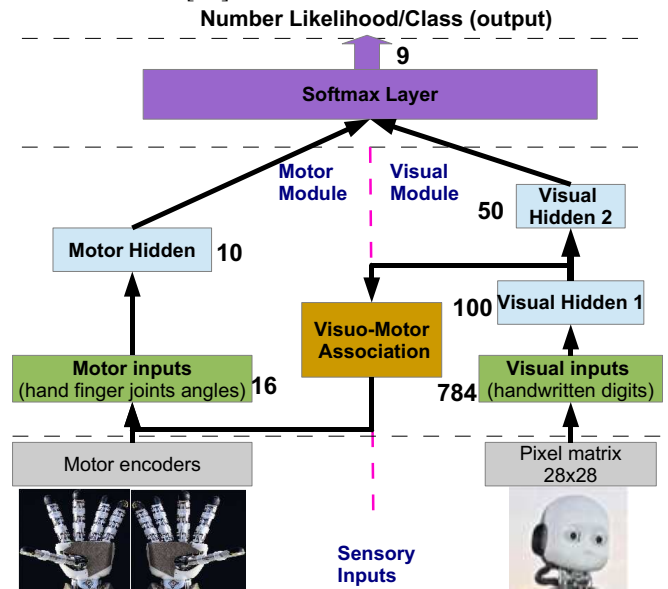 Number Likelihood/Class (output)
9
Softmax Layer
Motor
Module
Visual
Module
Visual
Hidden 2
50
Motor Hidden
10
Visuo-Motor
Association
100
Visual Hidden 1
Motor inputs
(hand finger joints angles)
16
784
Visual inputs
(handwritten digits)
Motor encoders
Pixel matrix
28x28
Sensory
Inputs